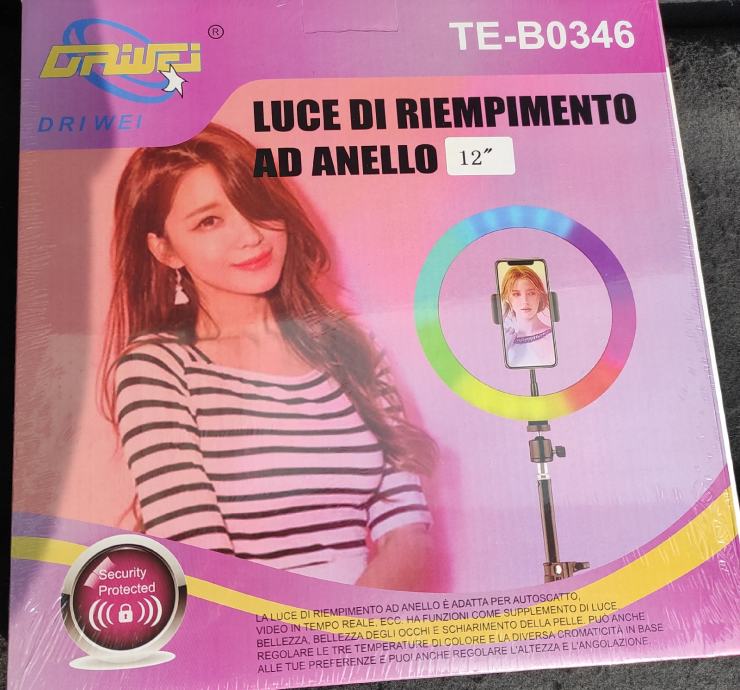 DRIWEI
®
TE-B0346
DRIWEI
LUCE DI RIEMPIMENTO
AD ANELLO 12"
Security
Protected
LA LUCE DI RIEMPIMENTO AD ANELLO È ADATTA PER AUTOSCATTO,
VIDEO IN TEMPO REALE, ECC. HA FUNZIONI COME SUPPLEMENTO DI LUCE,
BELLEZZA, BELLEZZA DEGLI OCCHI E SCHIARIMENTO DELLA PELLE. PUÒ ANCHE
REGOLARE LE TRE TEMPERATURE DI COLORE E LA DIVERSA CROMATICITÀ IN BASE
ALLE TUE PREFERENZE E PUOI ANCHE REGOLARE L'ALTEZZA E L'ANGOLAZIONE.